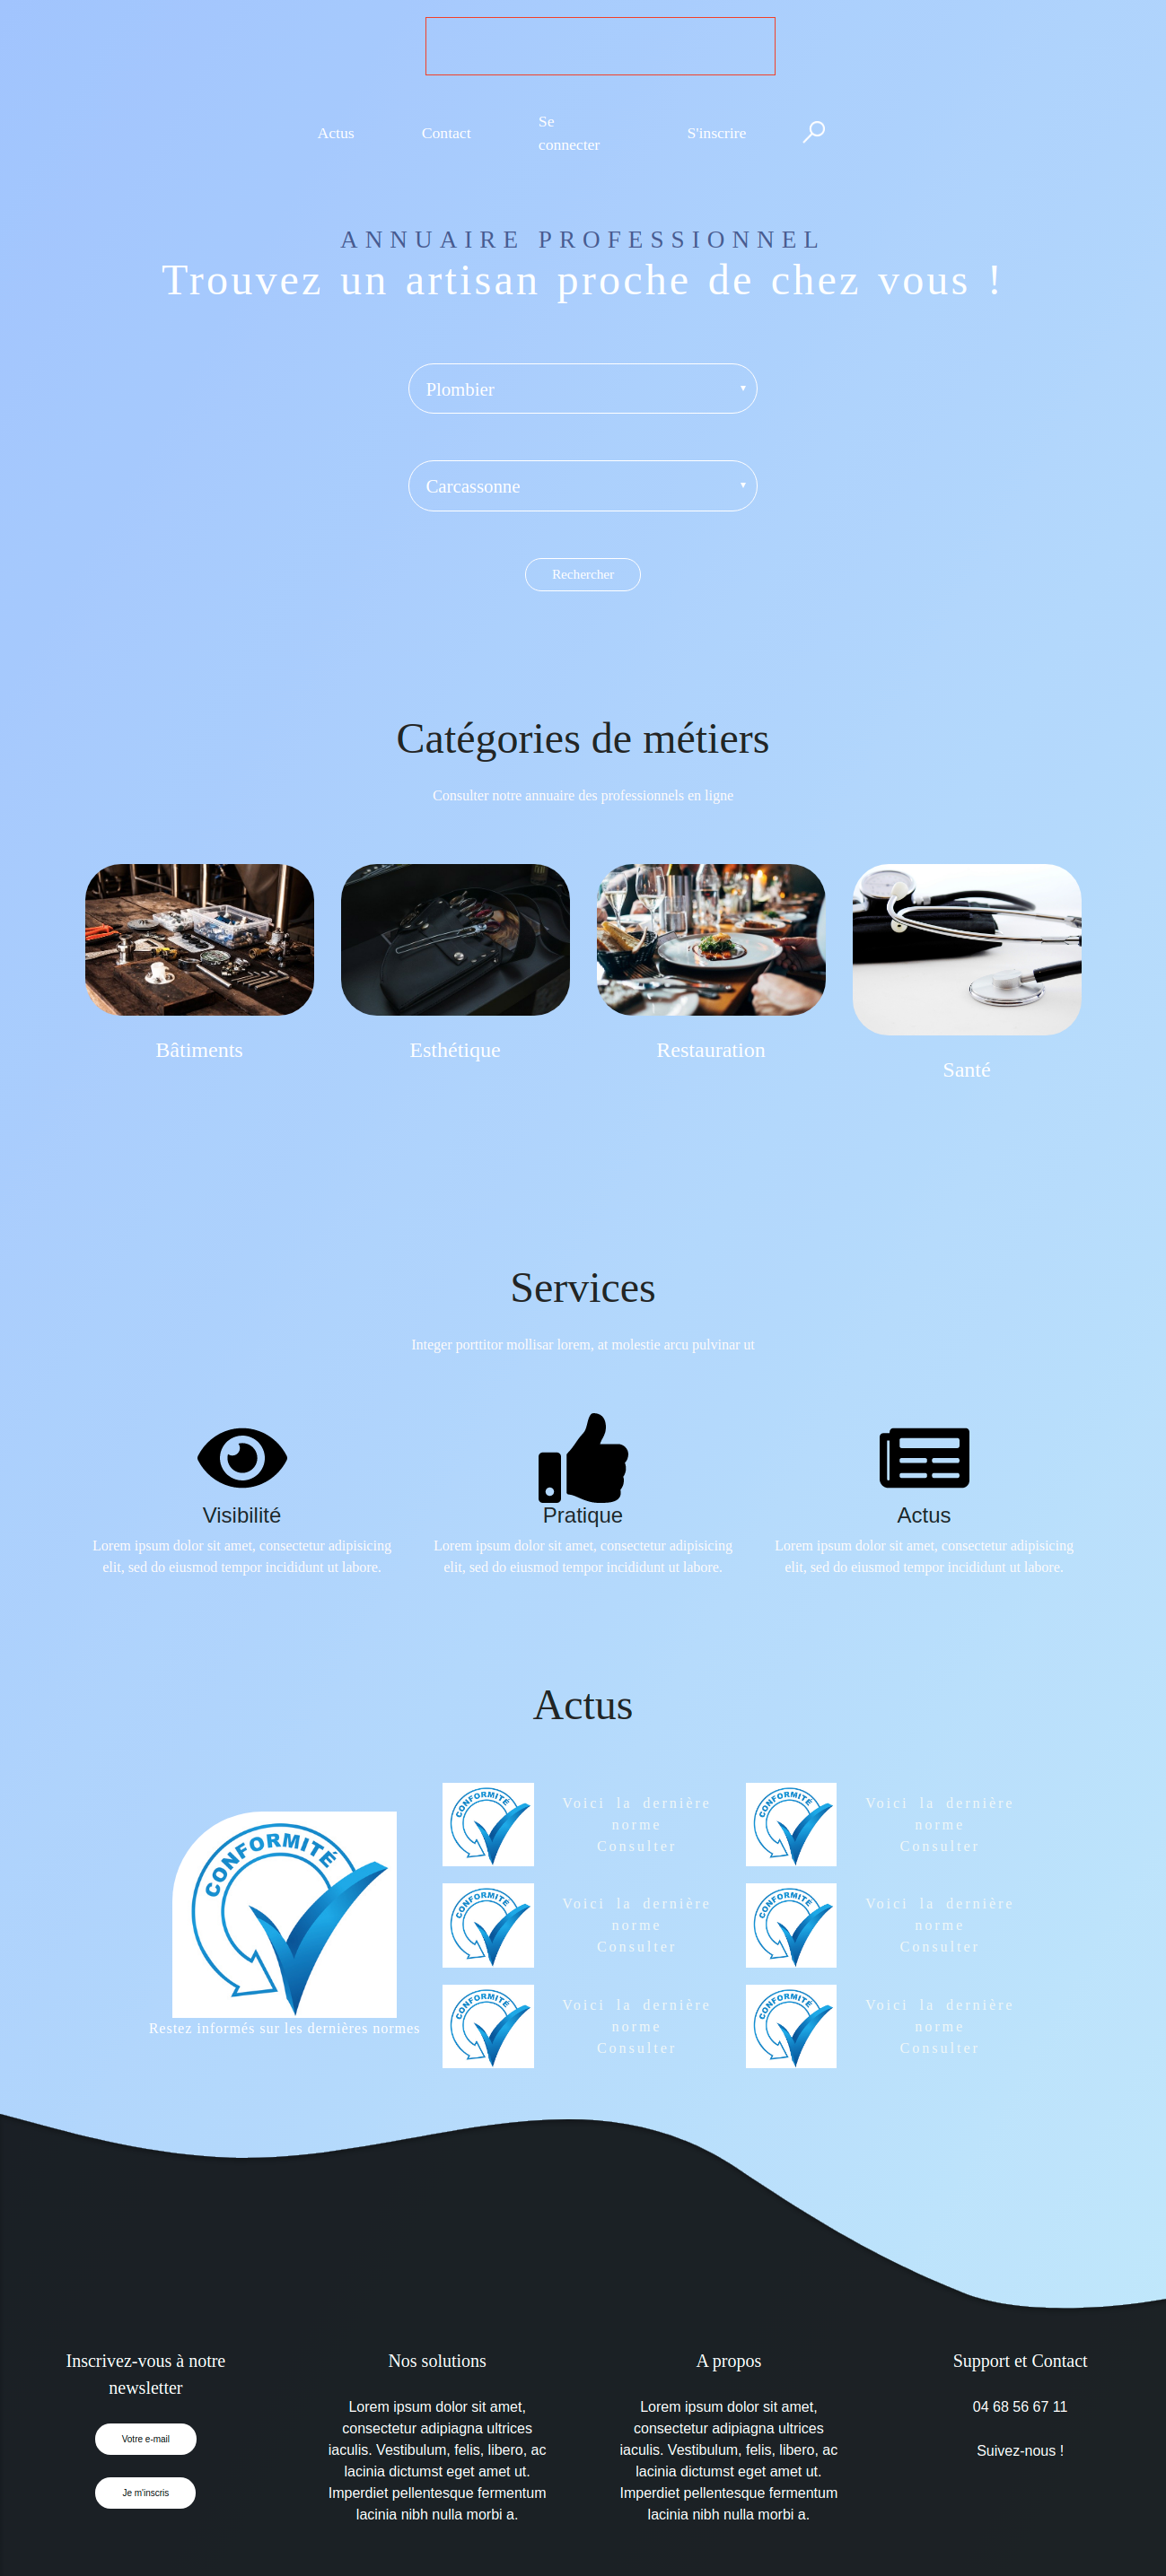 Actus
Contact
Se
connecter
S'inscrire
ANNUAIRE PROFESSIONNEL
Trouvez un artisan proche de chez vous !
Plombier
Carcassonne
Rechercher
Catégories de métiers
Consulter notre annuaire des professionnels en ligne
Bâtiments
Esthétique
Restauration
Santé
Services
Integer porttitor mollisar lorem, at molestie arcu pulvinar ut
Visibilité
Lorem ipsum dolor sit amet, consectetur adipisicing
elit, sed do eiusmod tempor incididunt ut labore.
Pratique
Lorem ipsum dolor sit amet, consectetur adipisicing
elit, sed do eiusmod tempor incididunt ut labore.
Actus
Lorem ipsum dolor sit amet, consectetur adipisicing
elit, sed do eiusmod tempor incididunt ut labore.
Actus
CONFORMITÉ
Restez informés sur les dernières normes
CONFORMITÉ
Voici la dernière
norme
Consulter
CONFORMITÉ
Voici la dernière
norme
Consulter
CONFORMITÉ
Voici la dernière
norme
Consulter
CONFORMITÉ
Voici la dernière
norme
Consulter
CONFORMITÉ
Voici la dernière
norme
Consulter
CONFORMITÉ
Voici la dernière
norme
Consulter
Inscrivez-vous à notre
newsletter
Votre e-mail
Je m'inscris
Nos solutions
Lorem ipsum dolor sit amet,
consectetur adipiagna ultrices
iaculis. Vestibulum, felis, libero, ac
lacinia dictumst eget amet ut.
Imperdiet pellentesque fermentum
lacinia nibh nulla morbi a.
A propos
Lorem ipsum dolor sit amet,
consectetur adipiagna ultrices
iaculis. Vestibulum, felis, libero, ac
lacinia dictumst eget amet ut.
Imperdiet pellentesque fermentum
lacinia nibh nulla morbi a.
Support et Contact
04 68 56 67 11
Suivez-nous !